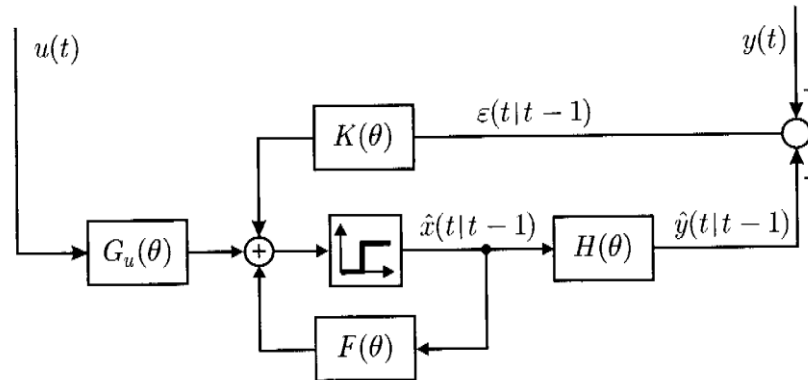 u(t)
y(t)
ε(t|t − 1)
K(θ)
x̂(t|t − 1)
ŷ(t|t − 1)
G_u(θ)
+
H(θ)
F(θ)